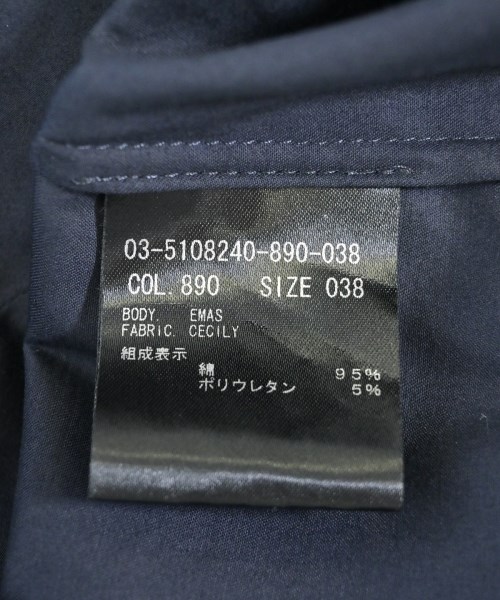 03-5108240-890-038
COL. 890 SIZE 038
BODY. EMAS
FABRIC. CECILY
組成表示
綿 95%
ポリウレタン 5%